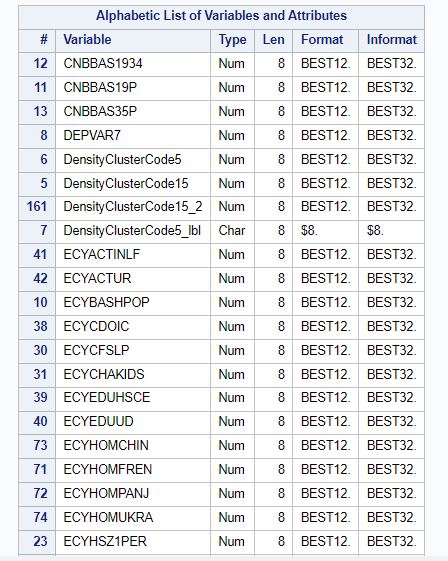 Alphabetic List of Variables and Attributes
# Variable Type Len Format Informat
12 CNBBAS1934 Num 8 BEST12. BEST32.
11 CNBBAS19P Num 8 BEST12. BEST32.
13 CNBBAS35P Num 8 BEST12. BEST32.
8 DEPVAR7 Num 8 BEST12. BEST32.
6 DensityClusterCode5 Num 8 BEST12. BEST32.
5 DensityClusterCode15 Num 8 BEST12. BEST32.
161 DensityClusterCode15_2 Num 8 BEST12. BEST32.
7 DensityClusterCode5_lbl Char 8 $8. $8.
41 ECYACTINLF Num 8 BEST12. BEST32.
42 ECYACTUR Num 8 BEST12. BEST32.
10 ECYBASHPOP Num 8 BEST12. BEST32.
38 ECYCDOIC Num 8 BEST12. BEST32.
30 ECYCFSLP Num 8 BEST12. BEST32.
31 ECYCHAKIDS Num 8 BEST12. BEST32.
39 ECYEDUHSCE Num 8 BEST12. BEST32.
40 ECYEDUUD Num 8 BEST12. BEST32.
73 ECYHOMCHIN Num 8 BEST12. BEST32.
71 ECYHOMFREN Num 8 BEST12. BEST32.
72 ECYHOMPANJ Num 8 BEST12. BEST32.
74 ECYHOMUKRA Num 8 BEST12. BEST32.
23 ECYHSZ1PER Num 8 BEST12. BEST32.